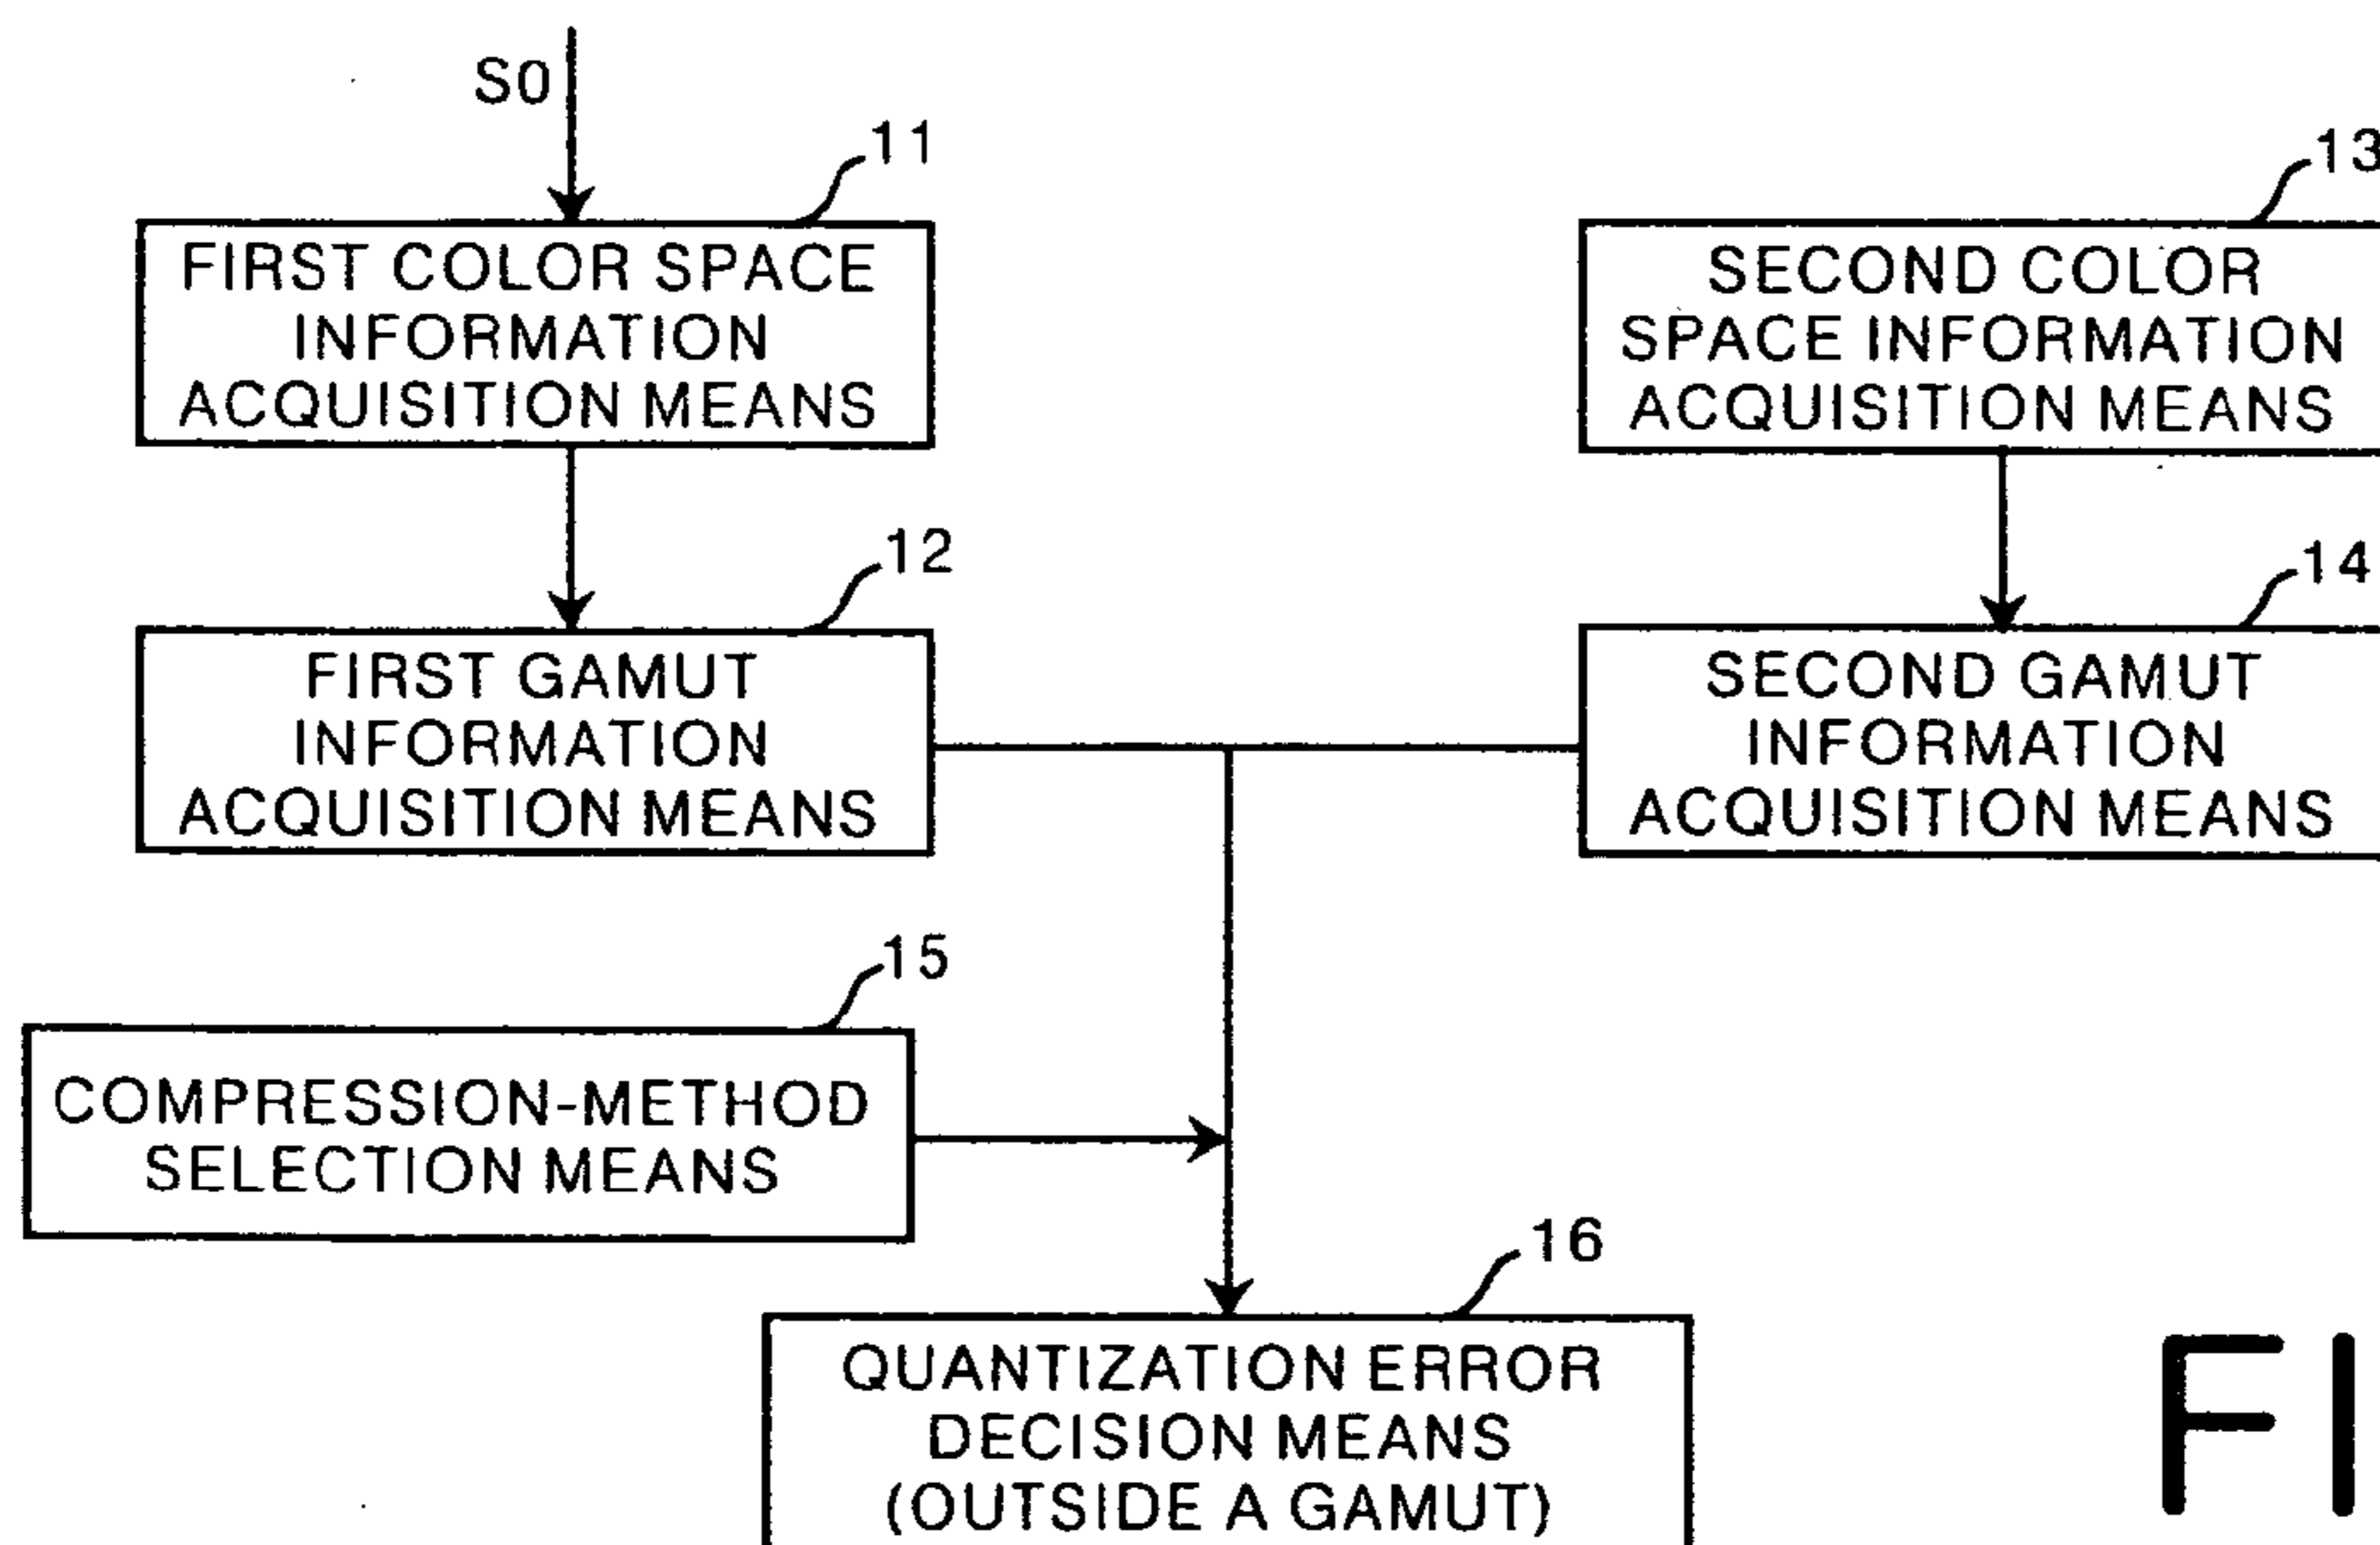 S0
11
FIRST COLOR SPACE
INFORMATION
ACQUISITION MEANS
13
SECOND COLOR
SPACE INFORMATION
ACQUISITION MEANS
12
FIRST GAMUT
INFORMATION
ACQUISITION MEANS
14
SECOND GAMUT
INFORMATION
ACQUISITION MEANS
15
COMPRESSION-METHOD
SELECTION MEANS
16
QUANTIZATION ERROR
DECISION MEANS
(OUTSIDE A GAMUT)
FI